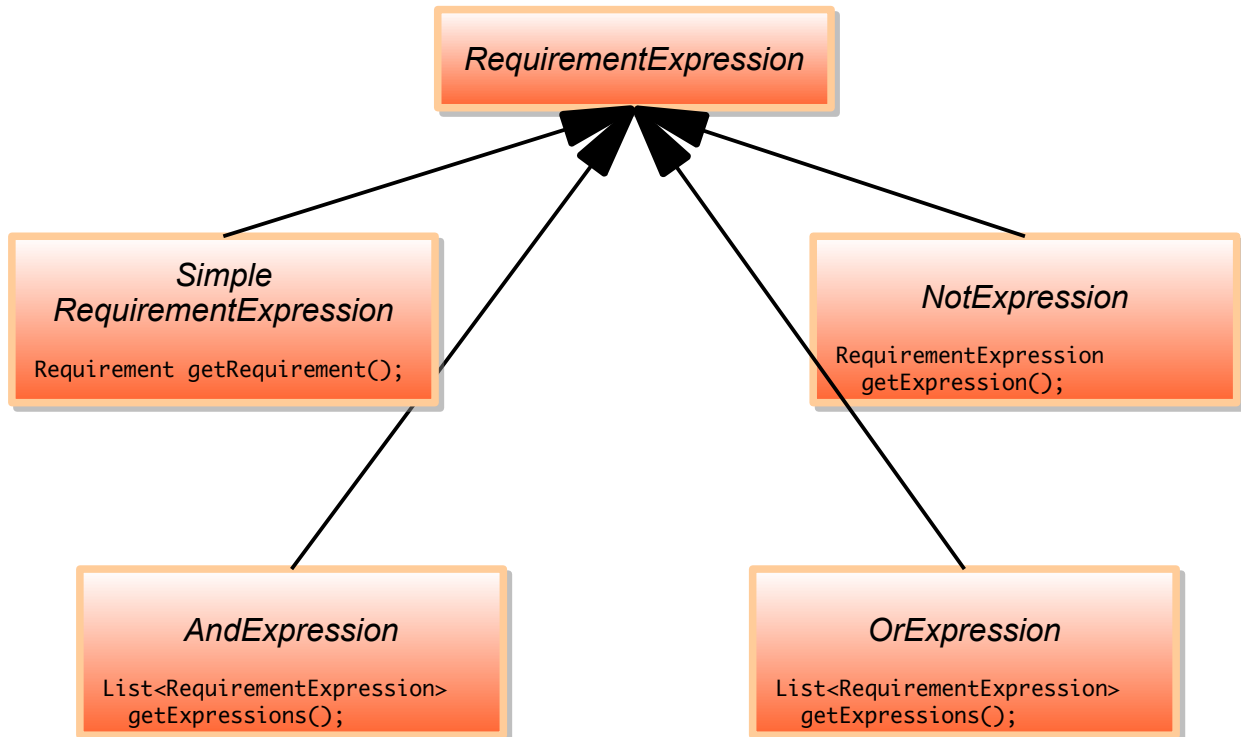 RequirementExpression
Simple
RequirementExpression
Requirement getRequirement();
NotExpression
RequirementExpression
getExpression();
AndExpression
List<RequirementExpression>
getExpressions();
OrExpression
List<RequirementExpression>
getExpressions();